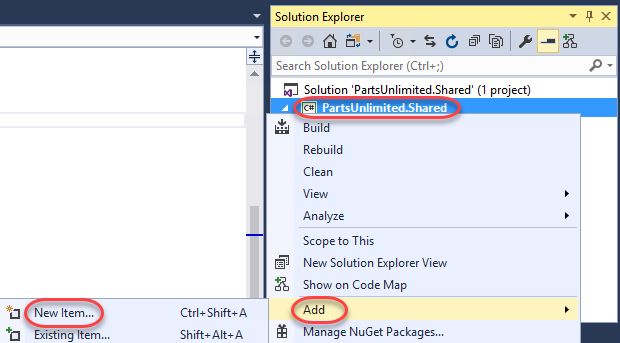 Solution Explorer
Search Solution Explorer (Ctrl+;)
Solution 'PartsUnlimited.Shared' (1 project)
C# PartsUnlimited.Shared
Build
Rebuild
Clean
View
Analyze
Scope to This
New Solution Explorer View
Show on Code Map
Add
New Item... Ctrl+Shift+A
Manage NuGet Packages...
Existing Item... Shift+Alt+A